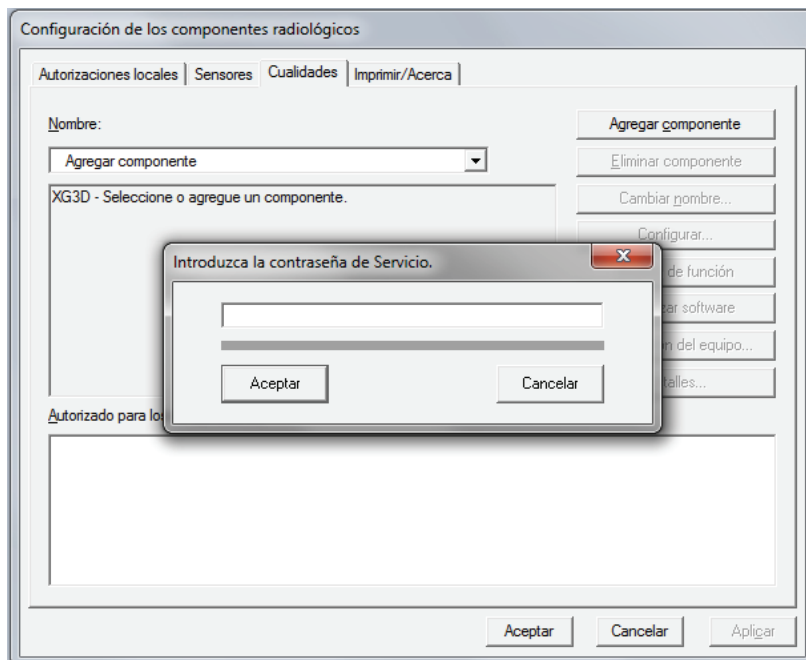 Configuración de los componentes radiológicos
Autorizaciones locales Sensores Cualidades Imprimir/Acerca
Nombre:
Agregar componente
XG3D - Seleccione o agregue un componente.
Agregar componente
Eliminar componente
Cambiar nombre...
Configurar...
de función
ar software
n del equipo...
talles...
Introduzca la contraseña de Servicio.
Aceptar Cancelar
Autorizado para lo
Aceptar Cancelar Aplicar